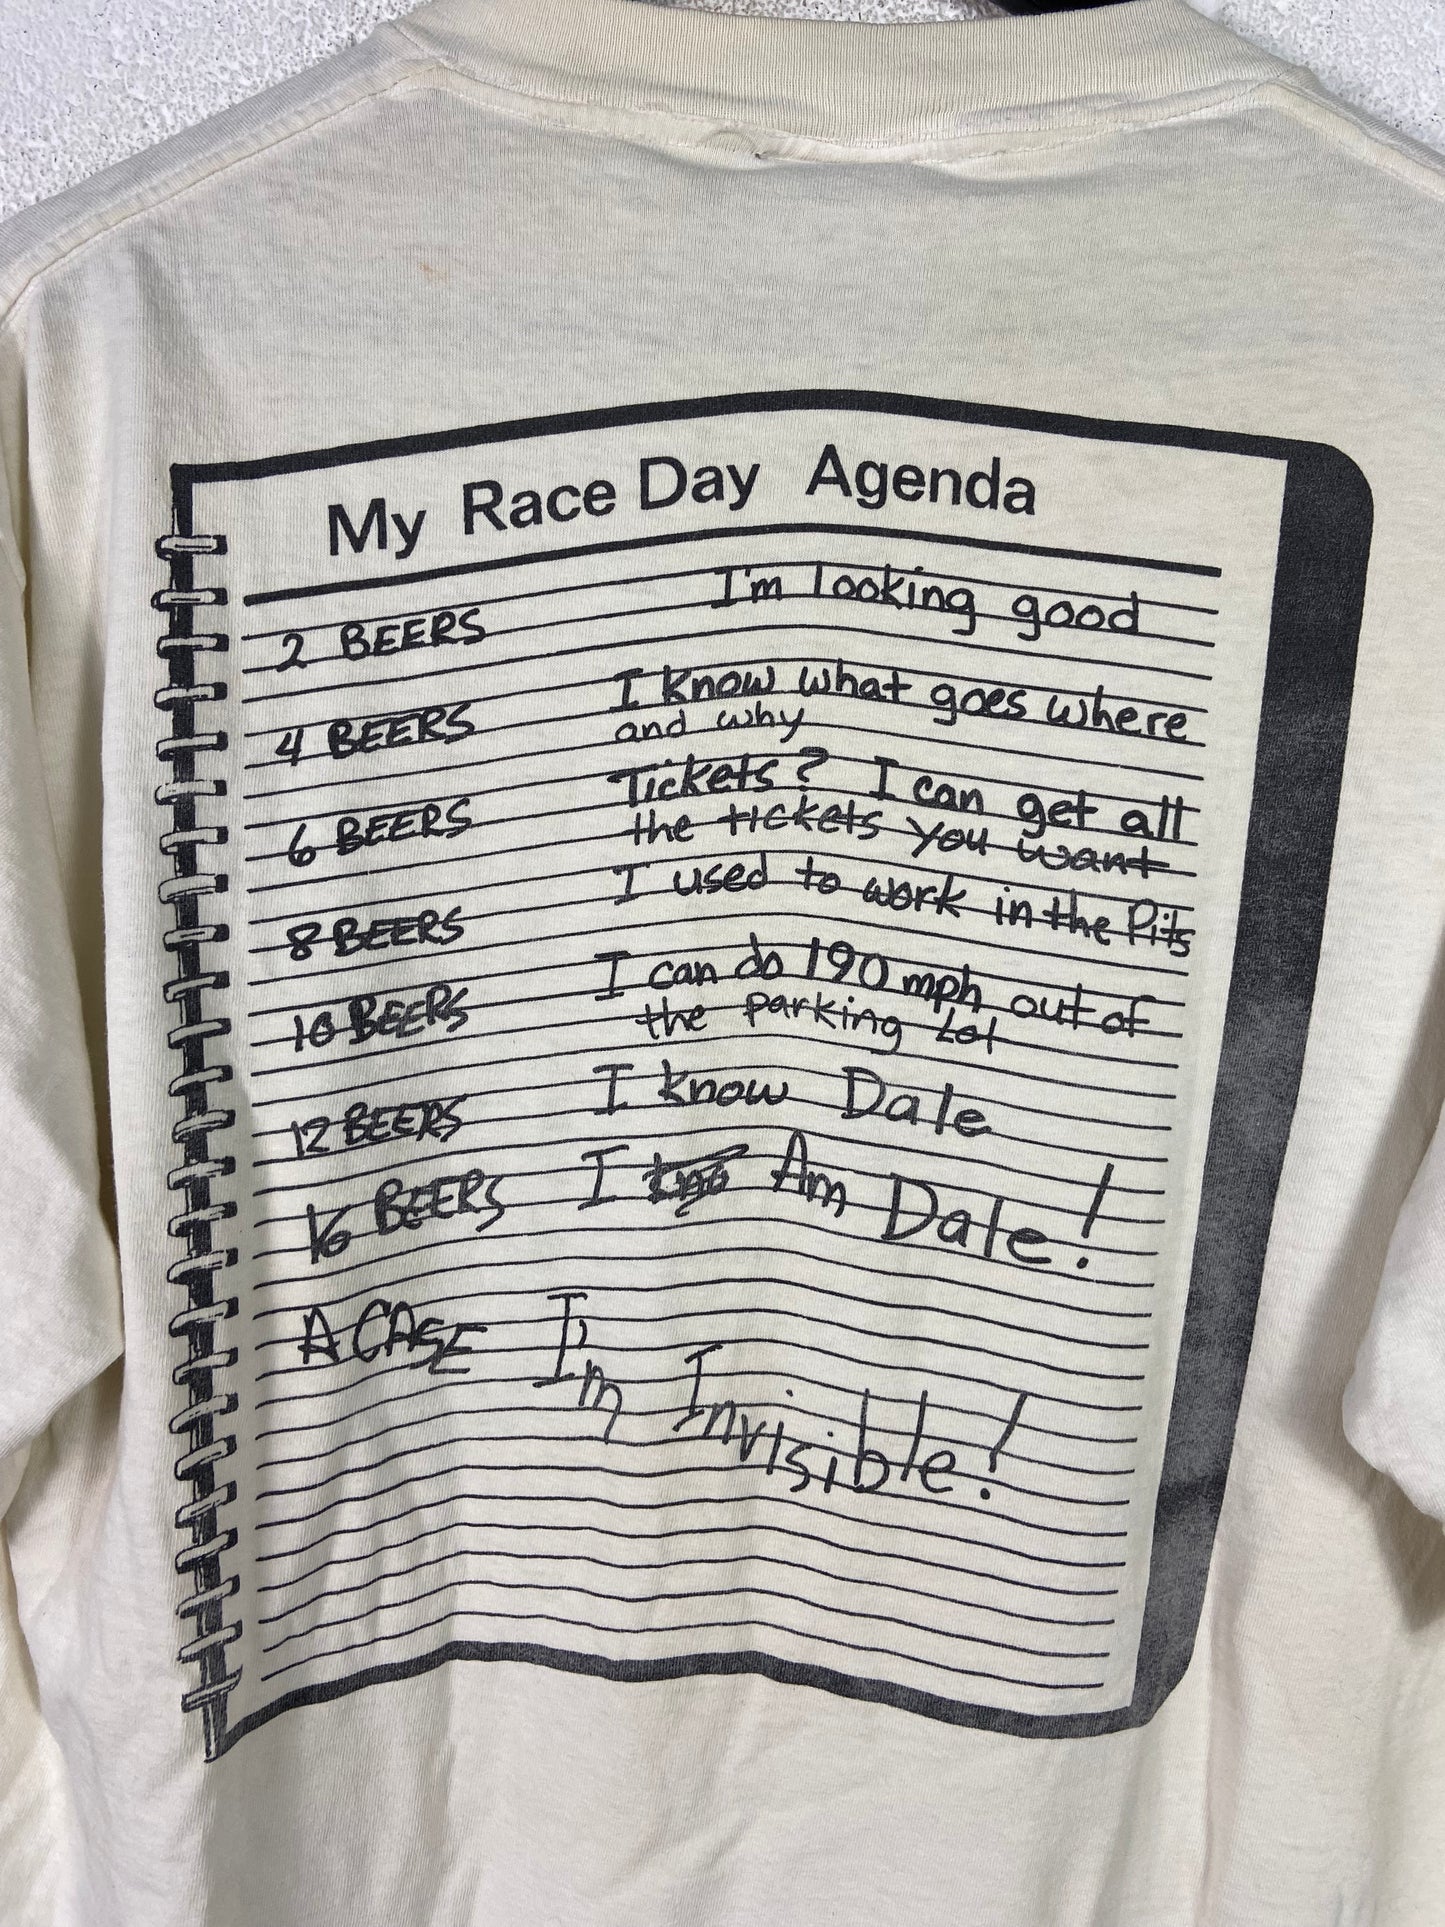 My Race Day Agenda
2 BEERS I'm looking good
4 BEERS I know what goes where
and why
6 BEERS Tickets? I can get all
the tickets you want
8 BEERS I used to work in the Pits
10 BEERS I can do 190 mph out of
the parking Lot
12 BEERS I know Dale
16 BEERS I kno Am Dale!
A CASE I'm Invisible!